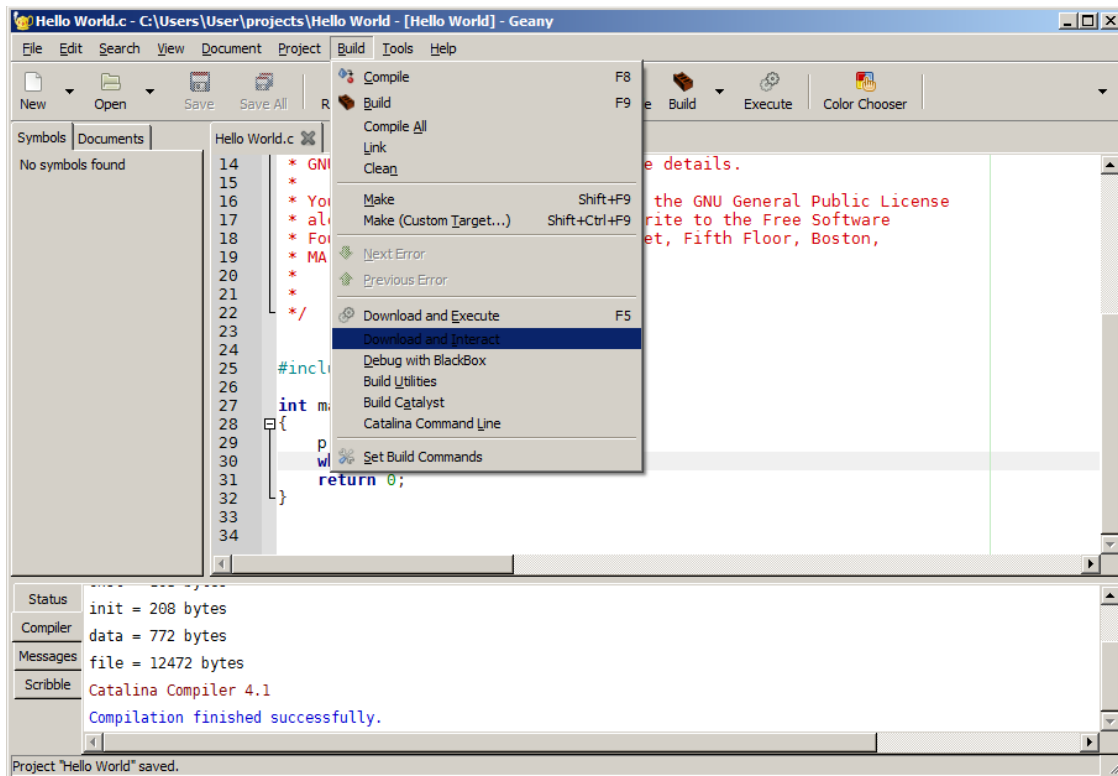 Hello World.c - C:\Users\User\projects\Hello World - [Hello World] - Geany
File Edit Search View Document Project Build Tools Help
New Open Save Save All R e Build Execute Color Chooser
Compile F8
Build F9
Compile All
Link
Clean
Make Shift+F9
Make (Custom Target...) Shift+Ctrl+F9
Next Error
Previous Error
Download and Execute F5
Download and Interact
Debug with BlackBox
Build Utilities
Build Catalyst
Catalina Command Line
Set Build Commands
Symbols Documents
No symbols found
Hello World.c
14 * GN e details.
15 *
16 * Yo the GNU General Public License
17 * al rite to the Free Software
18 * Fo et, Fifth Floor, Boston,
19 * MA
20 *
21 *
22 */
23
24
25 #incl
26
27 int m
28 {
29 p
30 w
31 return 0;
32 }
33
34
Status
Compiler
Messages
Scribble
init = 208 bytes
data = 772 bytes
file = 12472 bytes
Catalina Compiler 4.1
Compilation finished successfully.
Project "Hello World" saved.